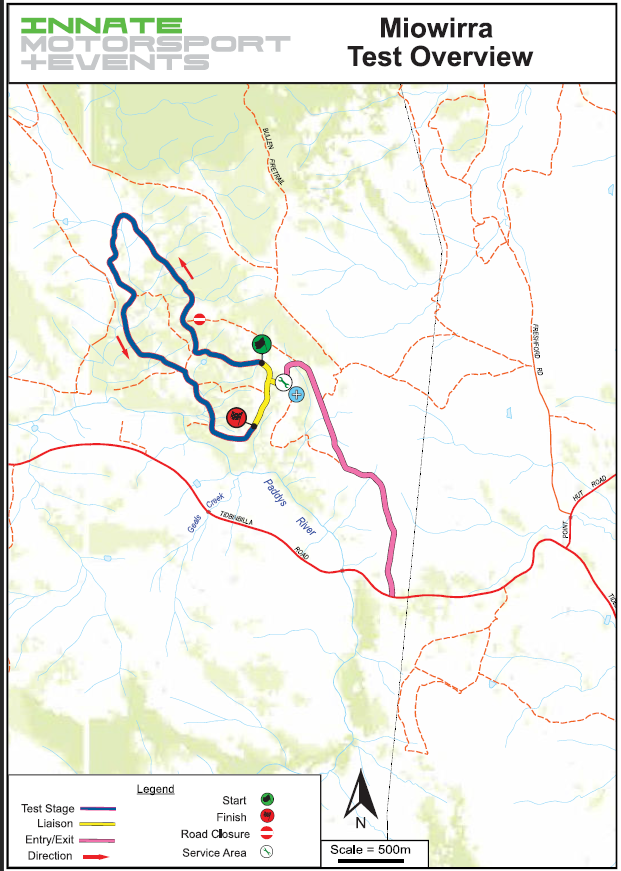 INNATE
MOTORSPORT
+EVENTS
Miowirra
Test Overview
BULLEN FIRETRAIL
FRESHFORD RD
POINT HUT ROAD
Paddys
River
Geals Creek
TIDBINBILLA
ROAD
Legend
Test Stage
Liaison
Entry/Exit
Direction
Start
Finish
Road Closure
Service Area
N
Scale = 500m